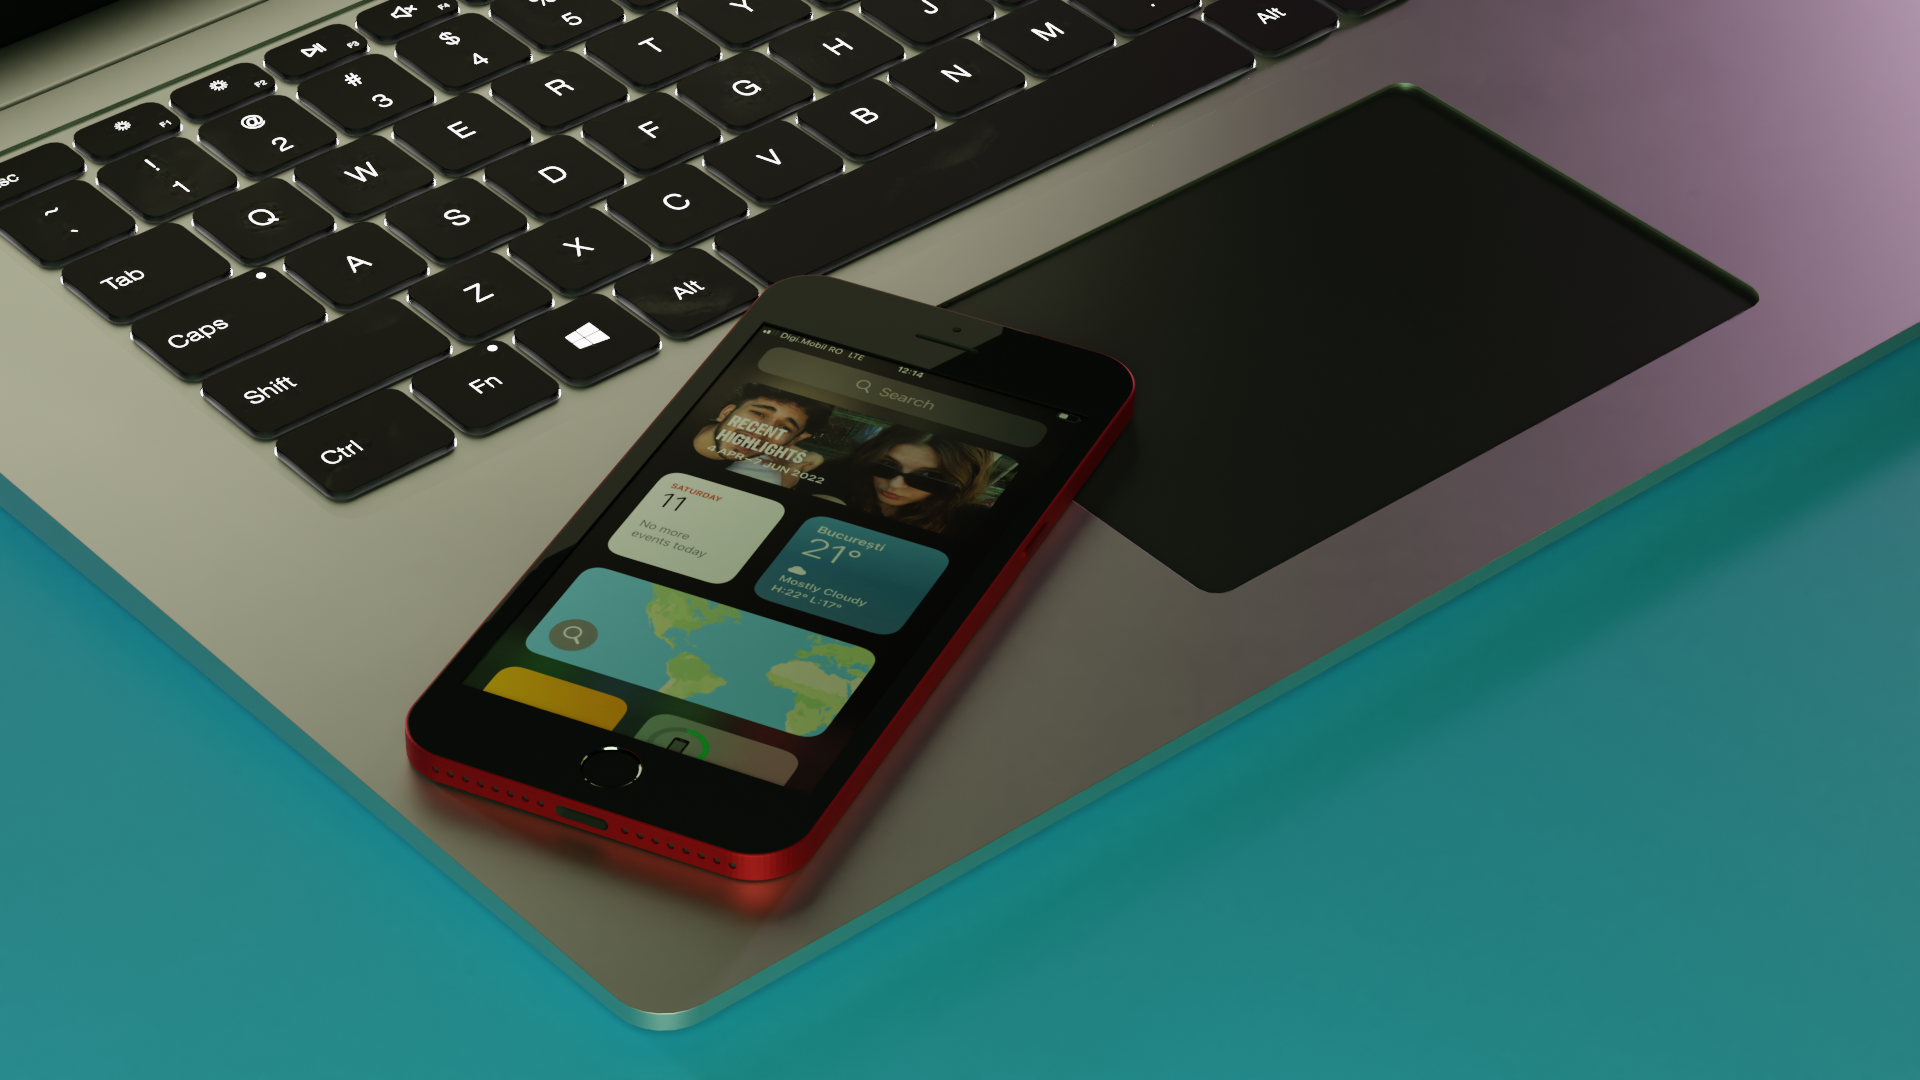 F4
F3
F2
F1
% 5
$ 4
# 3
@ 2
! 1
~
Y
T
R
E
W
Q
Tab
J
H
G
F
D
S
A
Caps
M
N
B
V
C
X
Z
Shift
Alt
Alt
Fn
Ctrl
Digi.Mobil RO LTE
12:14
Search
RECENT
HIGHLIGHTS
4 APR–7 JUN 2022
SATURDAY
11
No more
events today
București
21°
Mostly Cloudy
H:22° L:17°